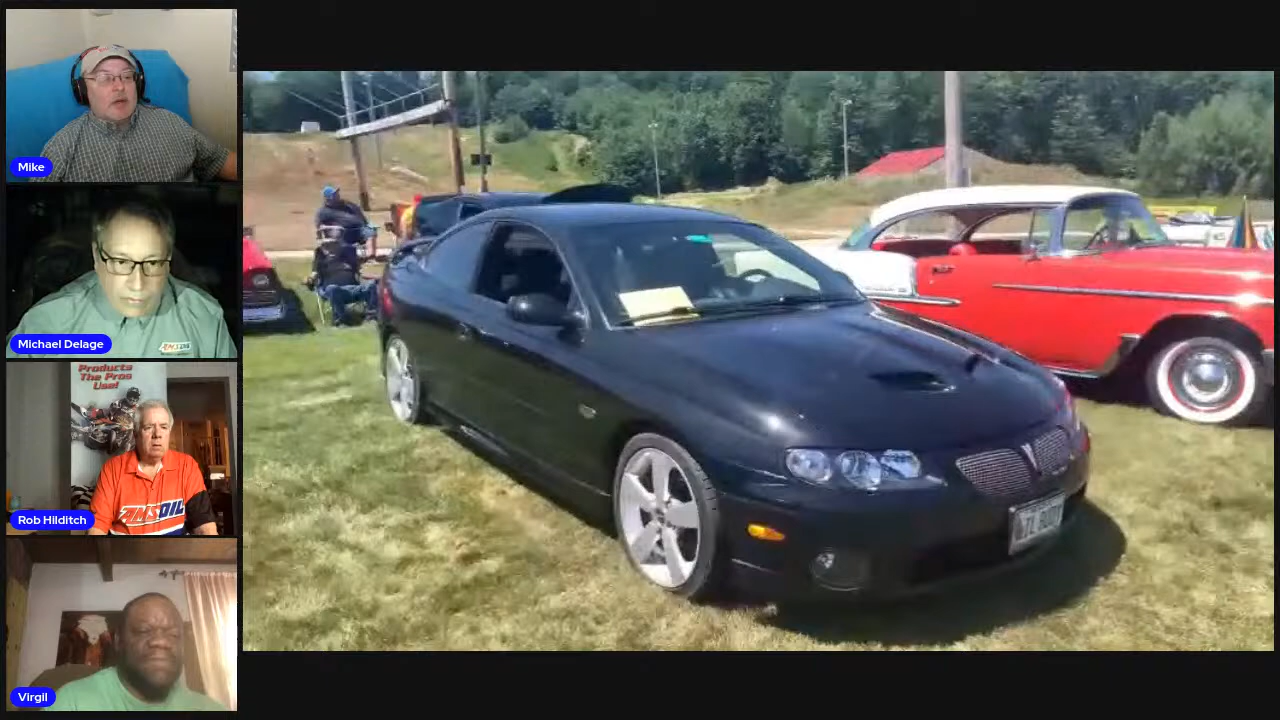 Mike
Michael Delage
AMSOIL
Products
The Pros
Use!
Rob Hilditch
AMSOIL
Virgil